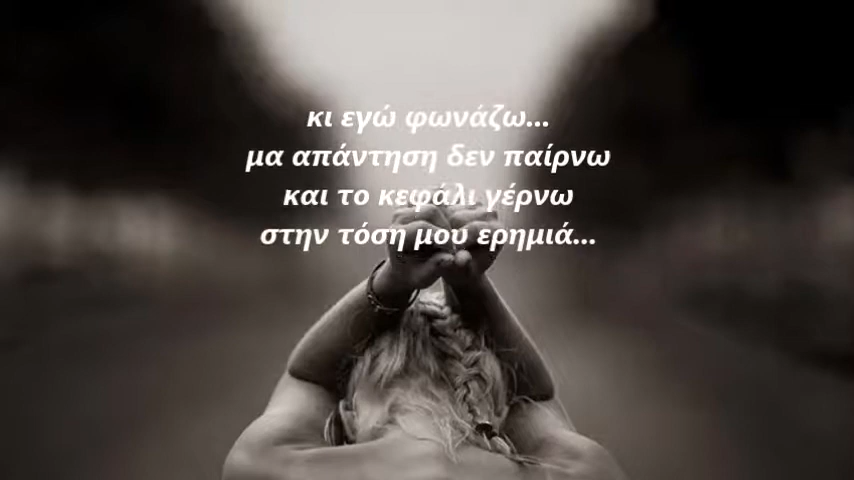 κι εγώ φωνάζω...
μα απάντηση δεν παίρνω
και το κεφάλι γέρνω
στην τόση μου ερημιά...